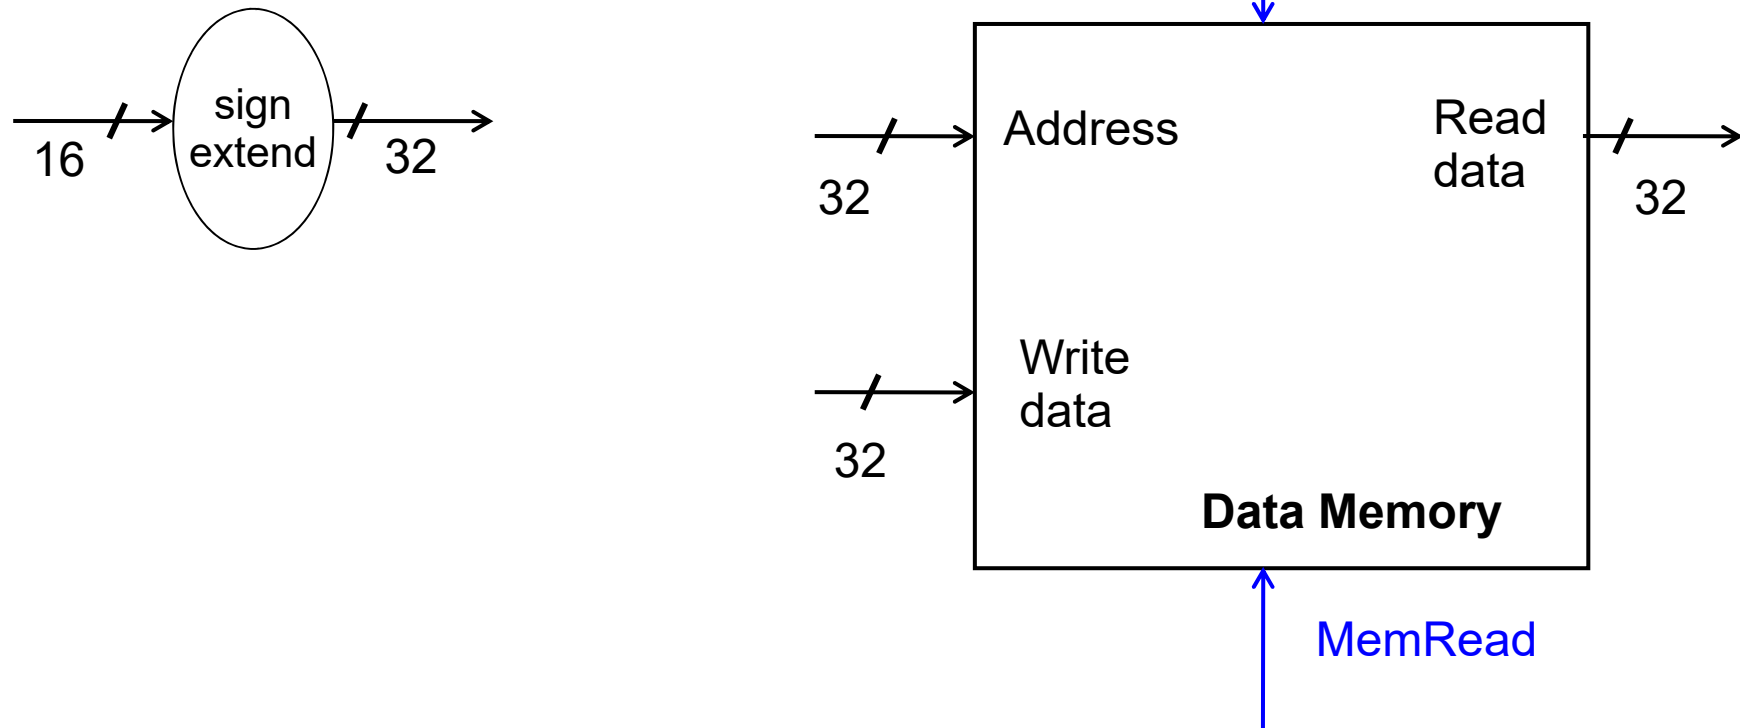 sign
extend
16
32
Address
32
Read
data
32
Write
data
32
Data Memory
MemRead